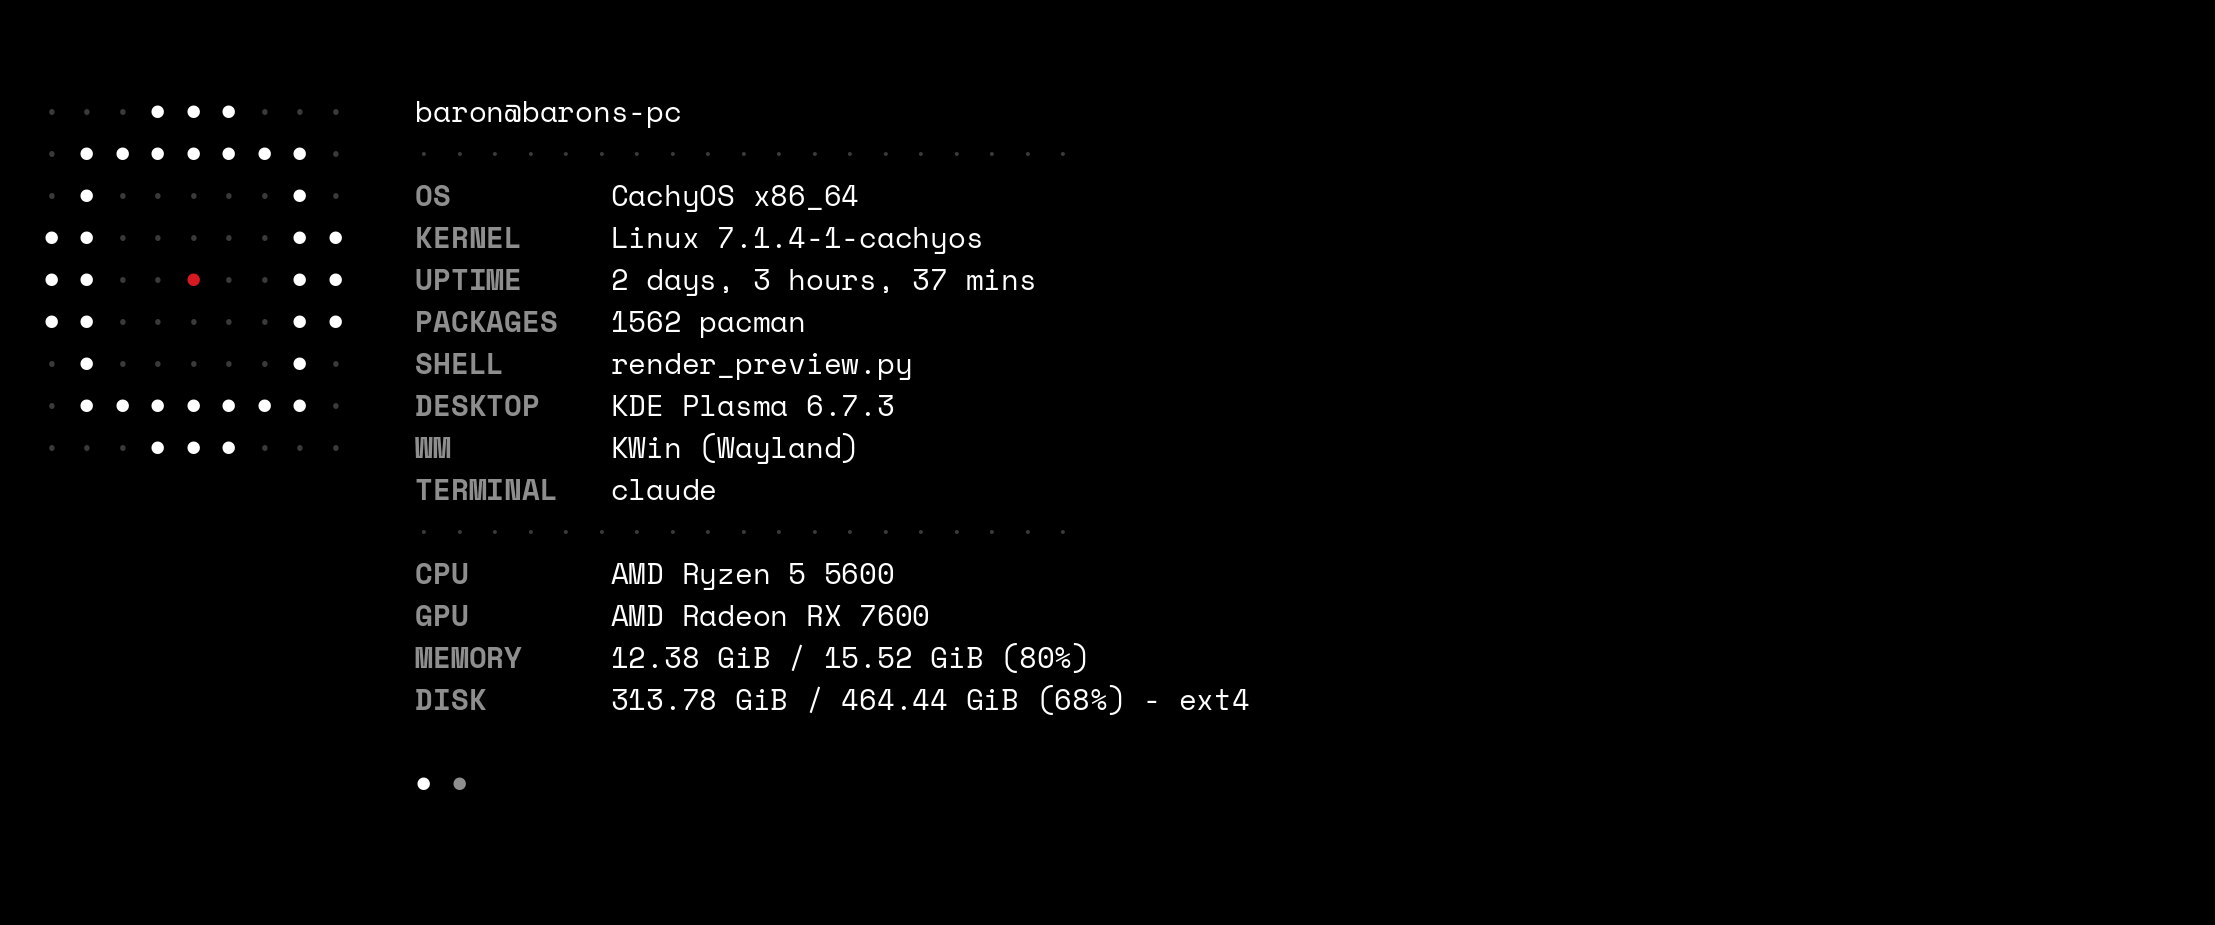 baron@barons-pc
OS CachyOS x86_64
KERNEL Linux 7.1.4-1-cachyos
UPTIME 2 days, 3 hours, 37 mins
PACKAGES 1562 pacman
SHELL render_preview.py
DESKTOP KDE Plasma 6.7.3
WM KWin (Wayland)
TERMINAL claude
CPU AMD Ryzen 5 5600
GPU AMD Radeon RX 7600
MEMORY 12.38 GiB / 15.52 GiB (80%)
DISK 313.78 GiB / 464.44 GiB (68%) - ext4